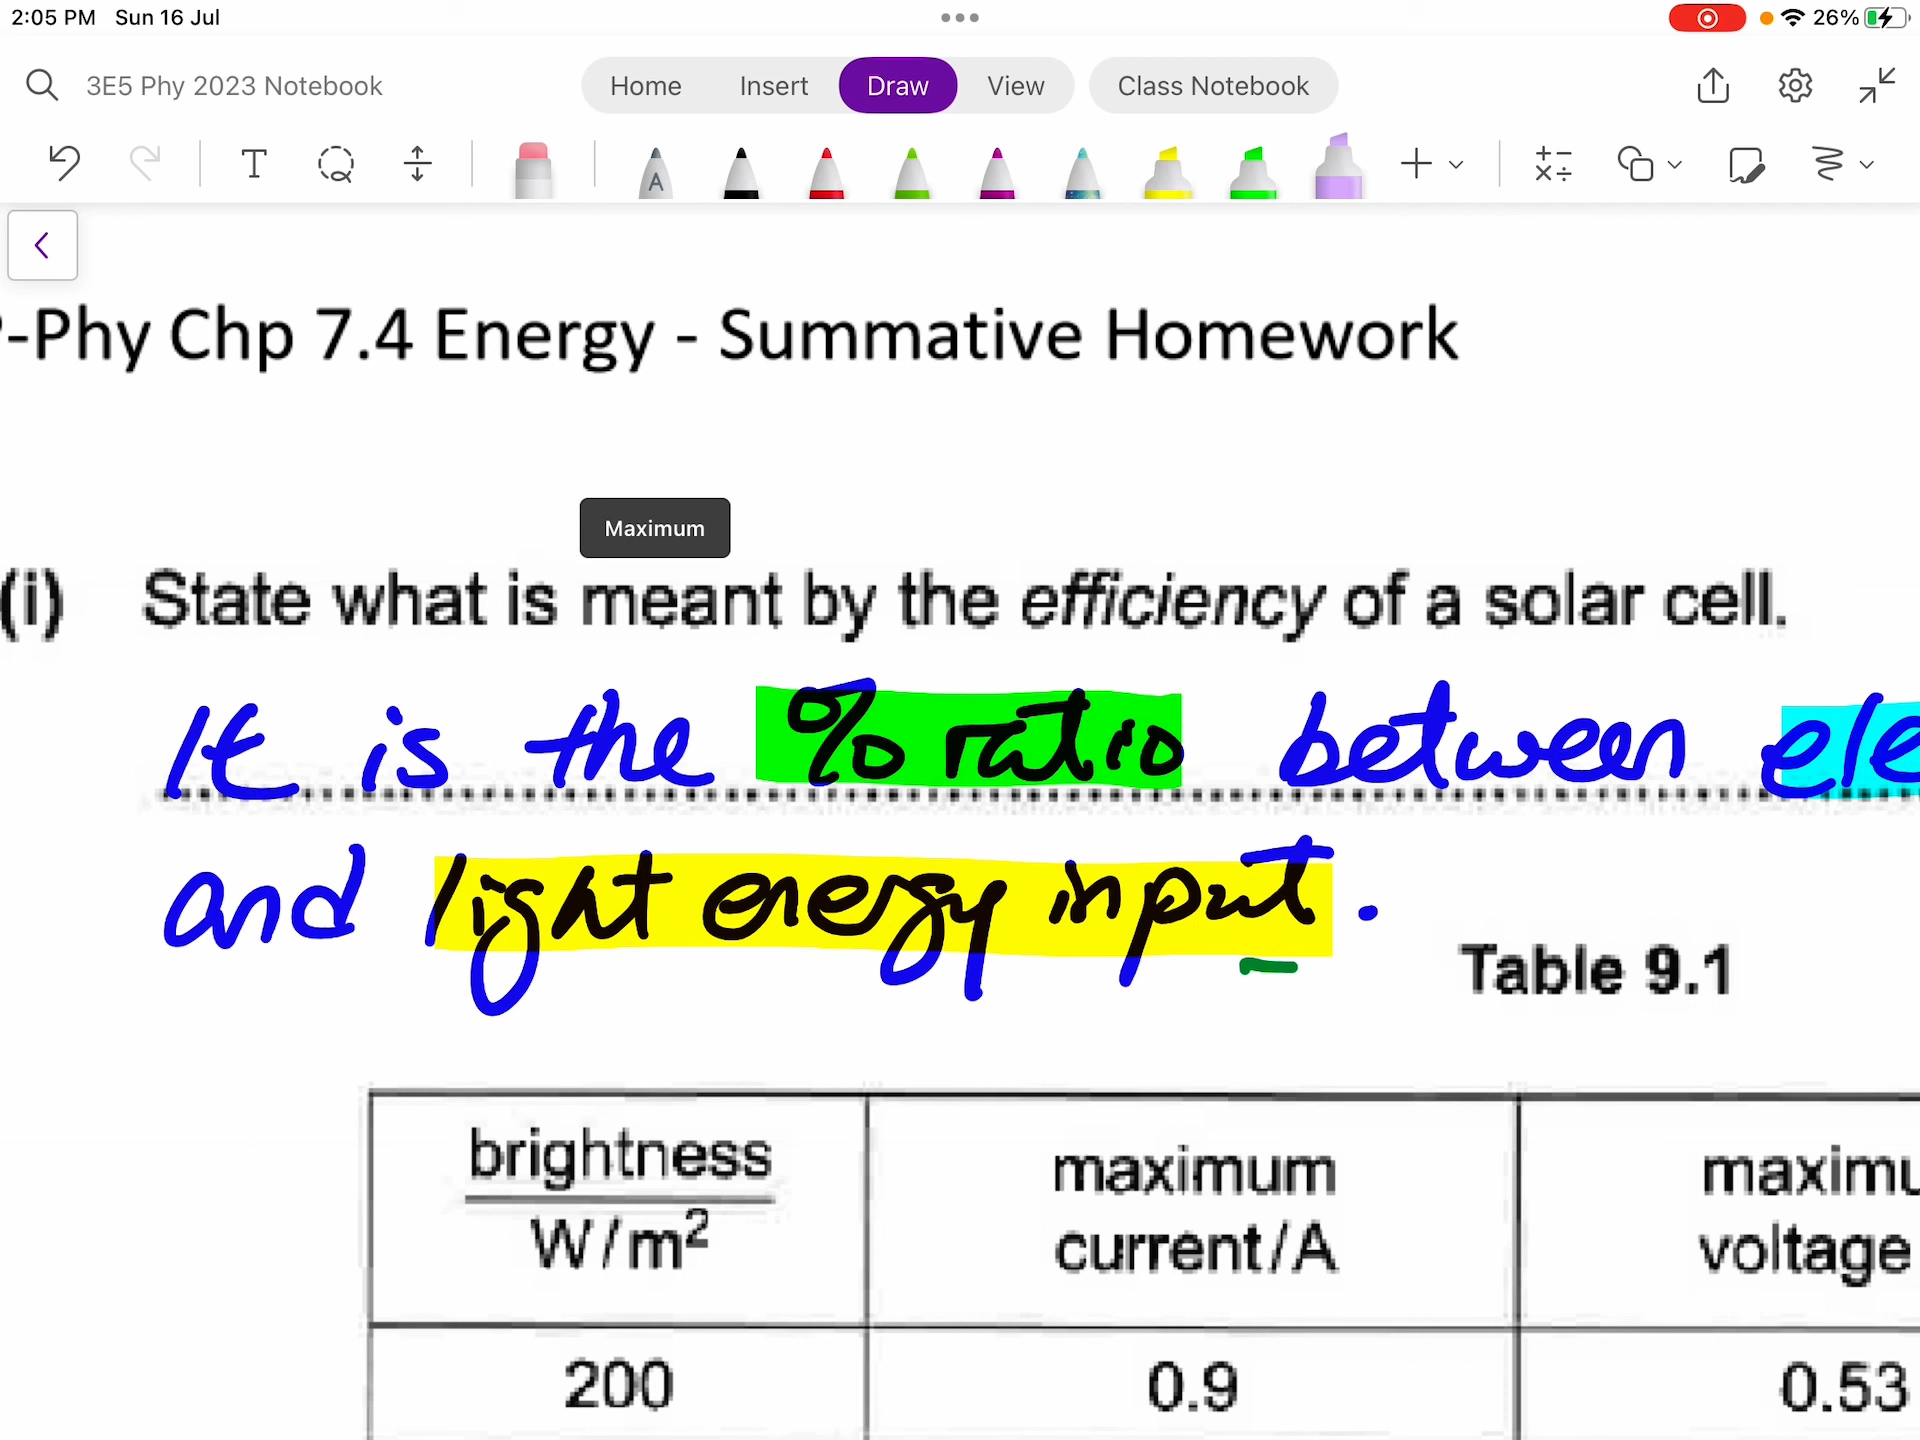 2:05 PM Sun 16 Jul 26%
3E5 Phy 2023 Notebook Home Insert Draw View Class Notebook
T A
-Phy Chp 7.4 Energy - Summative Homework
Maximum
(i) State what is meant by the efficiency of a solar cell.
It is the % ratio between ele
and light energy input.
Table 9.1
brightness maximum maximu
W/m² current/A voltage
200 0.9 0.53